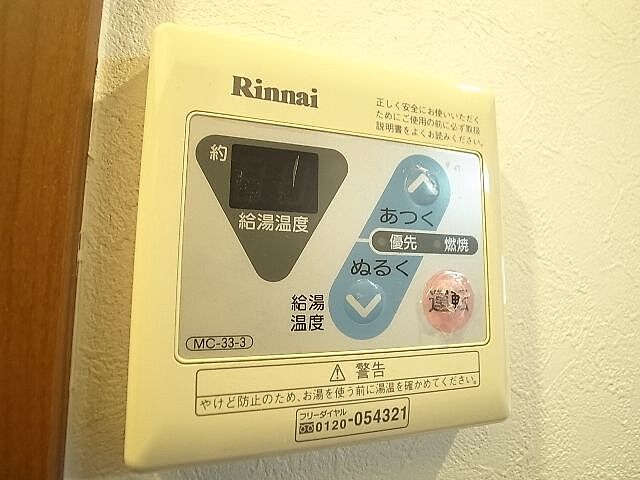 Rinnai
正しく安全にお使いいただく
ためにご使用の前に必ず取扱
説明書をよくお読みください。
約
給湯温度
あつく
優先 燃焼
ぬるく
給湯
温度
運転
MC-33-3
⚠ 警告
やけど防止のため、お湯を使う前に湯温を確かめてください。
フリーダイヤル
0120-054321